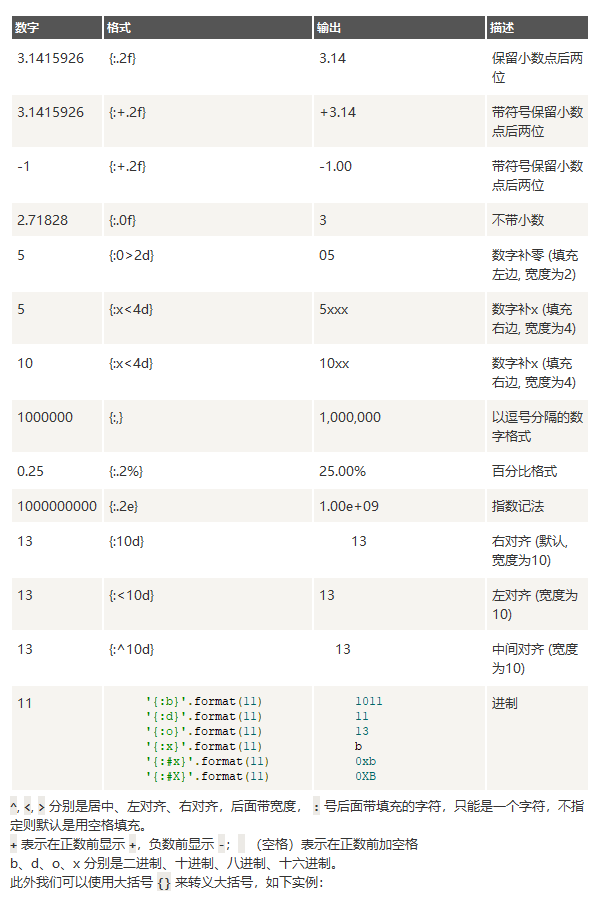 数字 格式 输出 描述
3.1415926 {:.2f} 3.14 保留小数点后两
位
3.1415926 {:+.2f} +3.14 带符号保留小数
点后两位
-1 {:+.2f} -1.00 带符号保留小数
点后两位
2.71828 {:.0f} 3 不带小数
5 {:0>2d} 05 数字补零 (填充
左边, 宽度为2)
5 {:x<4d} 5xxx 数字补x (填充
右边, 宽度为4)
10 {:x<4d} 10xx 数字补x (填充
右边, 宽度为4)
1000000 {:,} 1,000,000 以逗号分隔的数
字格式
0.25 {:.2%} 25.00% 百分比格式
1000000000 {:.2e} 1.00e+09 指数记法
13 {:10d} 13 右对齐 (默认,
宽度为10)
13 {:<10d} 13 左对齐 (宽度为
10)
13 {:^10d} 13 中间对齐 (宽度
为10)
11 '{:b}'.format(11) 1011 进制
'{:d}'.format(11) 11
'{:o}'.format(11) 13
'{:x}'.format(11) b
'{:#x}'.format(11) 0xb
'{:#X}'.format(11) 0XB
^, <, > 分别是居中、左对齐、右对齐，后面带宽度， : 号后面带填充的字符，只能是一个字符，不指
定则默认是用空格填充。
+ 表示在正数前显示 +，负数前显示 -； （空格）表示在正数前加空格
b、d、o、x 分别是二进制、十进制、八进制、十六进制。
此外我们可以使用大括号 {} 来转义大括号，如下实例：